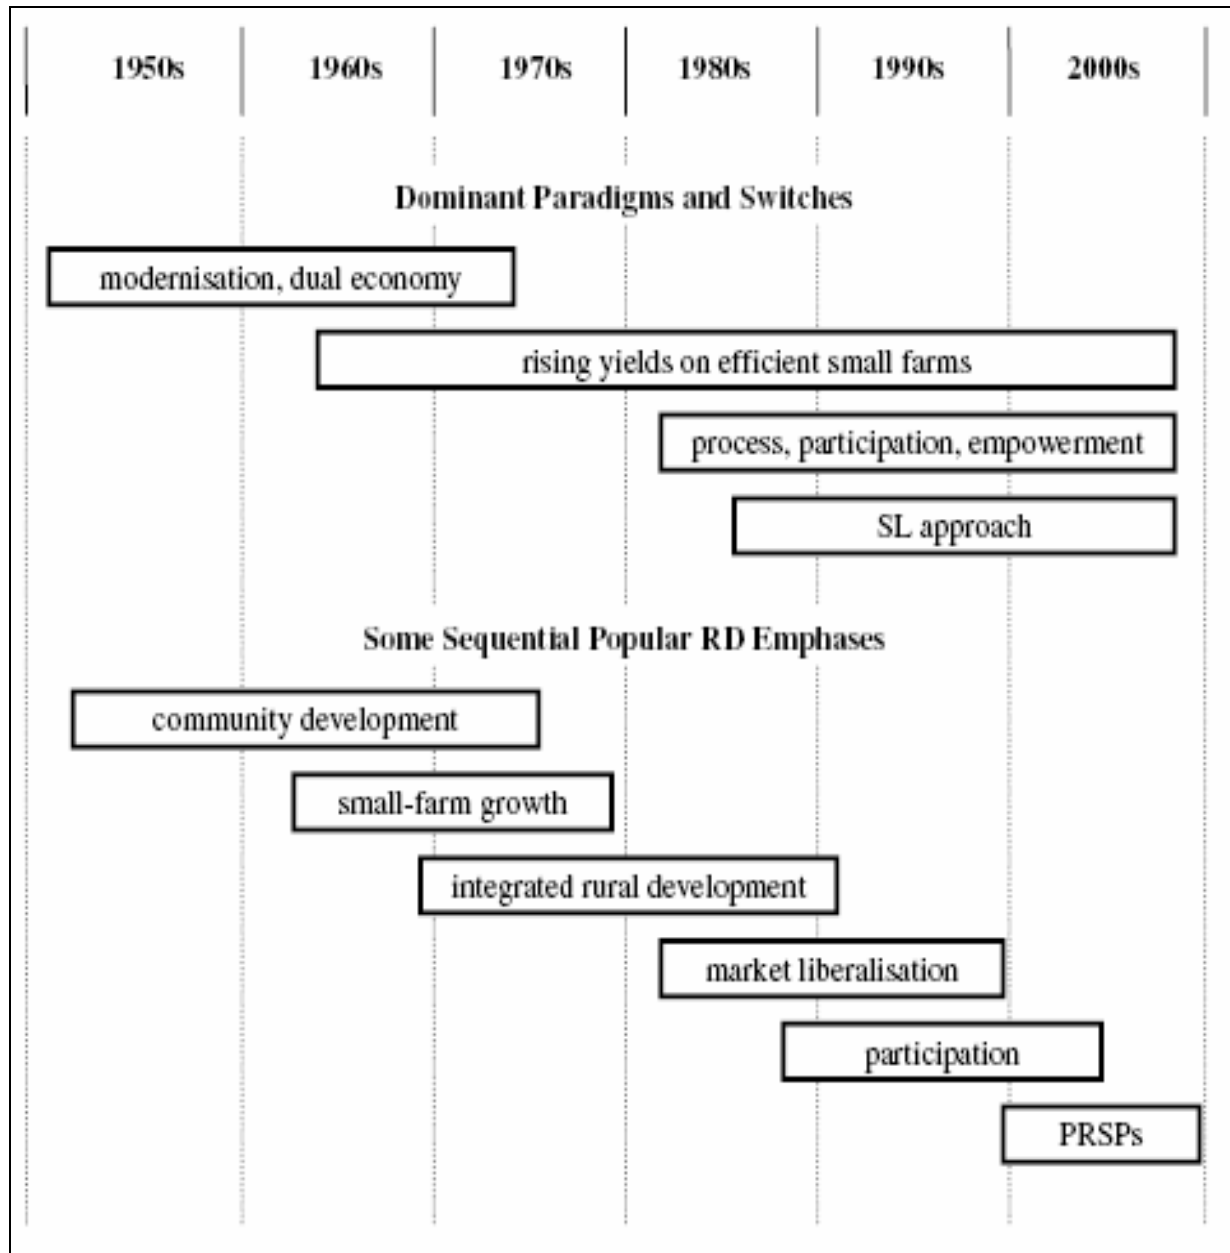 1950s 1960s 1970s 1980s 1990s 2000s
Dominant Paradigms and Switches
modernisation, dual economy
rising yields on efficient small farms
process, participation, empowerment
SL approach
Some Sequential Popular RD Emphases
community development
small-farm growth
integrated rural development
market liberalisation
participation
PRSPs